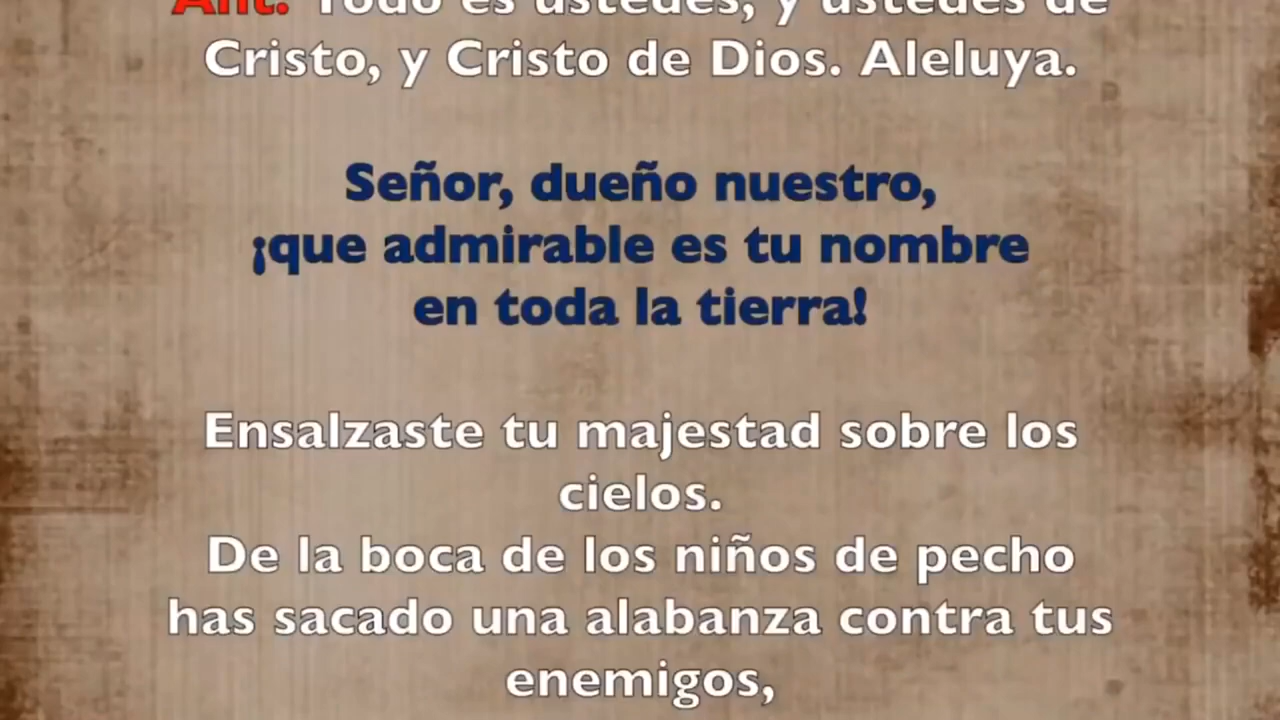 Ant. Todo es ustedes, y ustedes de
Cristo, y Cristo de Dios. Aleluya.
Señor, dueño nuestro,
¡que admirable es tu nombre
en toda la tierra!
Ensalzaste tu majestad sobre los
cielos.
De la boca de los niños de pecho
has sacado una alabanza contra tus
enemigos,